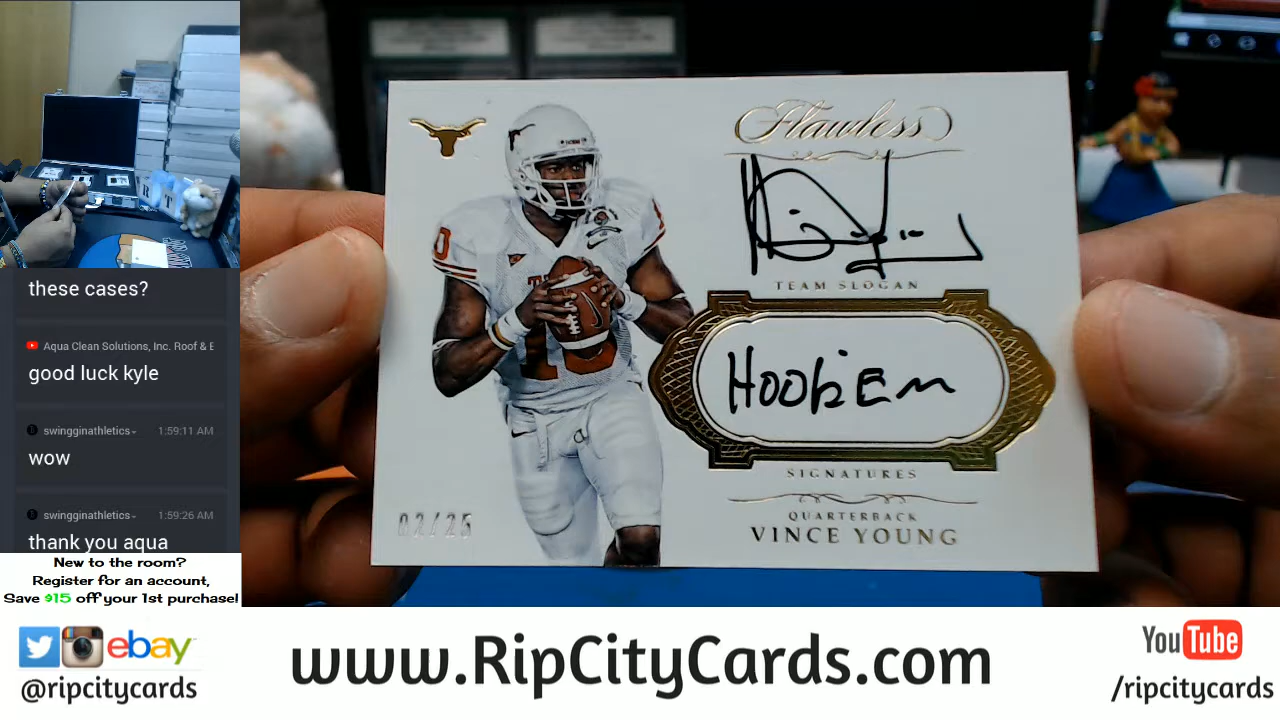 these cases?
Aqua Clean Solutions, Inc. Roof & E
good luck kyle
swingginathletics
1:59:11 AM
wow
swingginathletics
1:59:26 AM
thank you aqua
New to the room?
Register for an account,
Save $15 off your 1st purchase!
Flawless
TEAM SLOGAN
Hook Em
SIGNATURES
QUARTERBACK
VINCE YOUNG
02/25
10
ebay
@ripcitycards
www.RipCityCards.com
YouTube
/ripcitycards